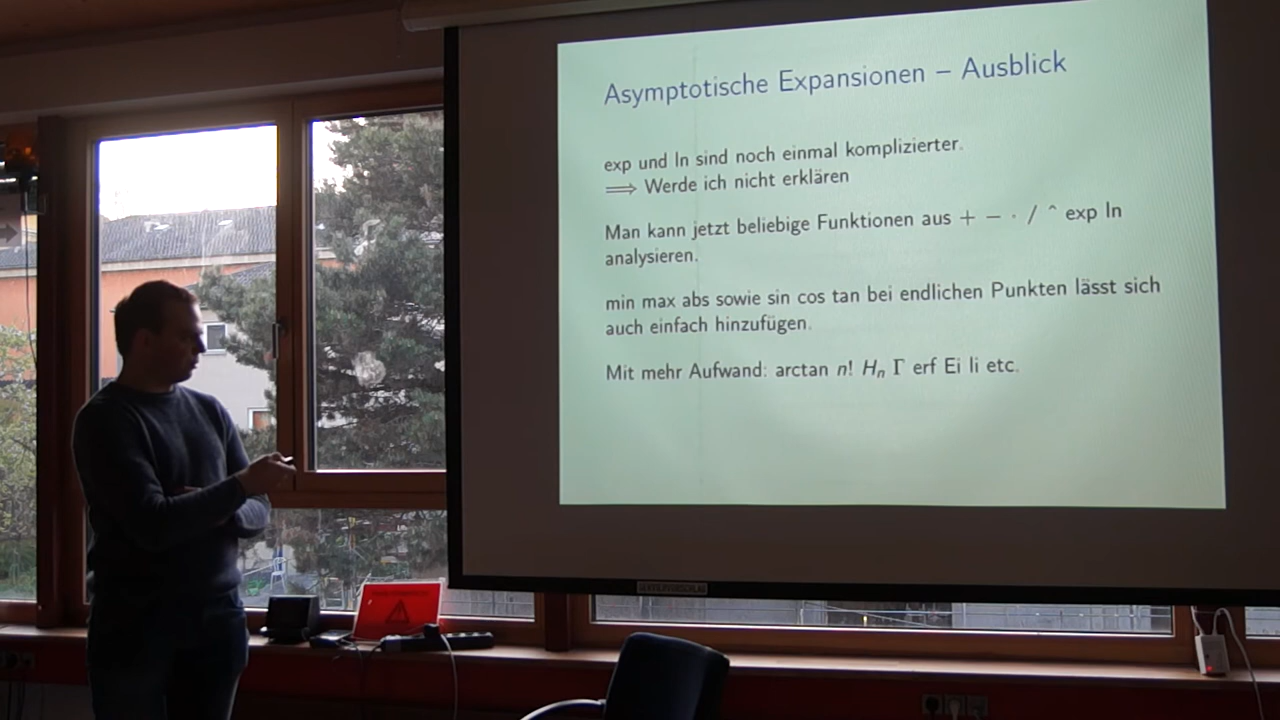 Asymptotische Expansionen – Ausblick
exp und ln sind noch einmal komplizierter.
⟹ Werde ich nicht erklären
Man kann jetzt beliebige Funktionen aus + − · / ^ exp ln
analysieren.
min max abs sowie sin cos tan bei endlichen Punkten lässt sich
auch einfach hinzufügen.
Mit mehr Aufwand: arctan n! Hₙ Γ erf Ei li etc.